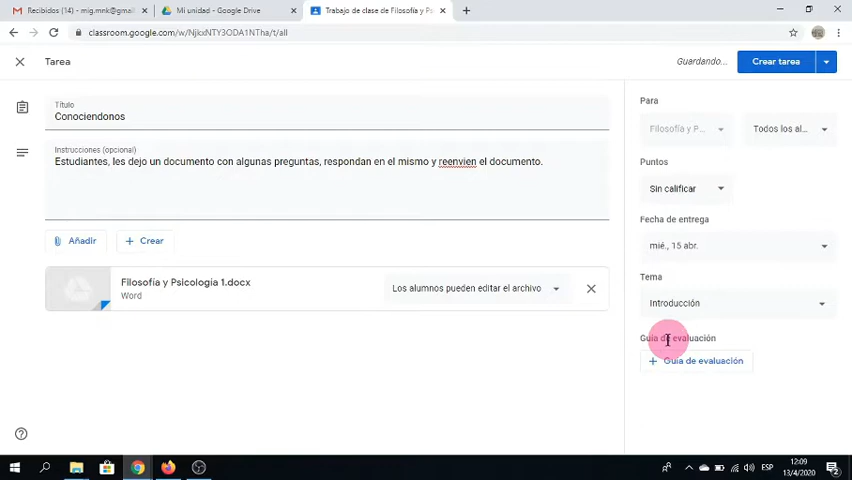 Recibidos (14) - mig.mnk@gmail
Mi unidad - Google Drive
Trabajo de clase de Filosofía y Ps
classroom.google.com/w/NjkxNTY3ODA1NTha/t/all
Tarea
Guardando...
Crear tarea
Título
Conociendonos
Instrucciones (opcional)
Estudiantes, les dejo un documento con algunas preguntas, respondan en el mismo y reenvien el documento.
Añadir
Crear
Filosofia y Psicologia 1.docx
Word
Los alumnos pueden editar el archivo
Para
Filosofía y P...
Todos los al...
Puntos
Sin calificar
Fecha de entrega
mié., 15 abr.
Tema
Introducción
Guía de evaluación
Guía de evaluación
ESP
12:09
13/4/2020
2